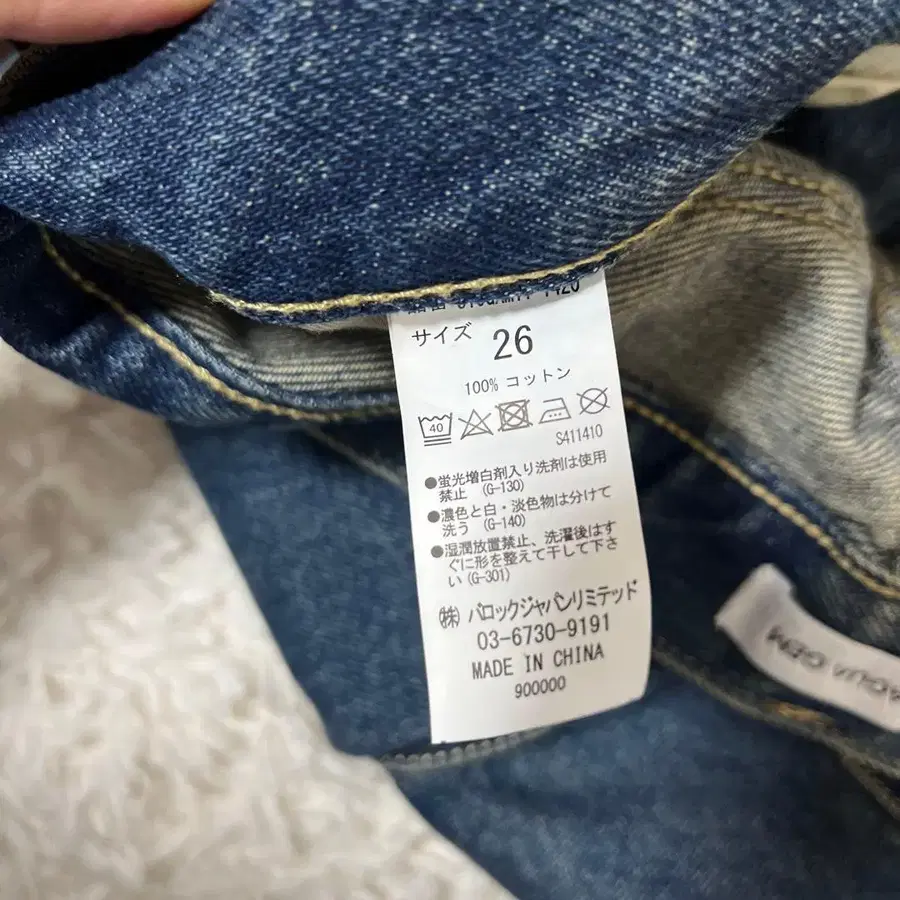 サイズ 26
100% コットン
40
S411410
●蛍光増白剤入り洗剤は使用
禁止 (G-130)
●濃色と白・淡色物は分けて
洗う (G-140)
●湿潤放置禁止、洗濯後はす
ぐに形を整えて干して下さ
い(G-301)
㈱ バロックジャパンリミテッド
03-6730-9191
MADE IN CHINA
900000
GEM